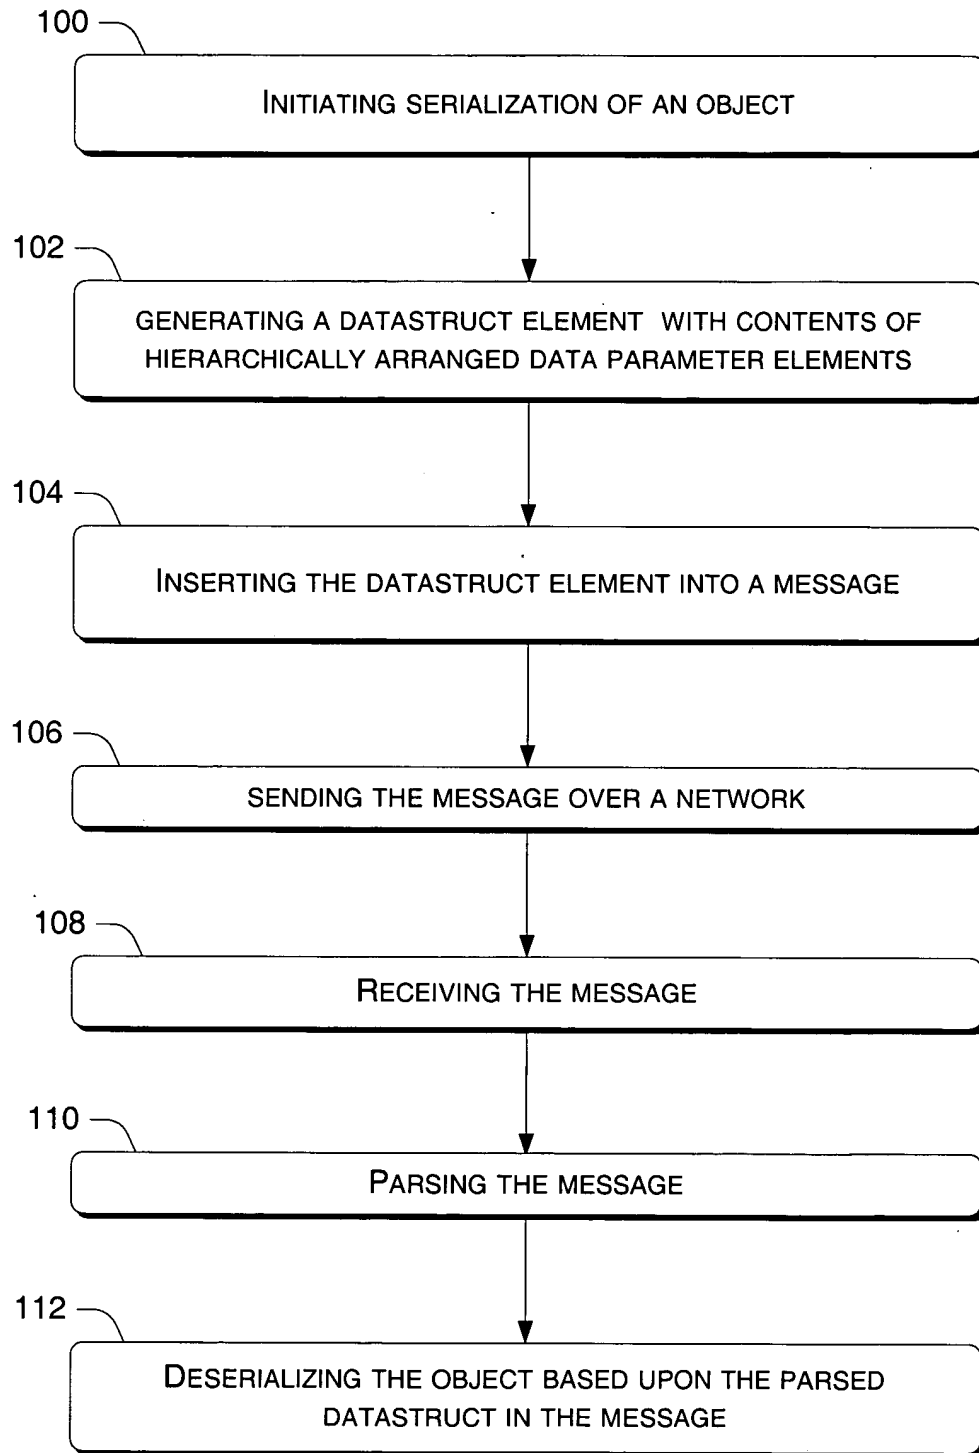 100
INITIATING SERIALIZATION OF AN OBJECT
102
GENERATING A DATASTRUCT ELEMENT WITH CONTENTS OF
HIERARCHICALLY ARRANGED DATA PARAMETER ELEMENTS
104
INSERTING THE DATASTRUCT ELEMENT INTO A MESSAGE
106
SENDING THE MESSAGE OVER A NETWORK
108
RECEIVING THE MESSAGE
110
PARSING THE MESSAGE
112
DESERIALIZING THE OBJECT BASED UPON THE PARSED
DATASTRUCT IN THE MESSAGE